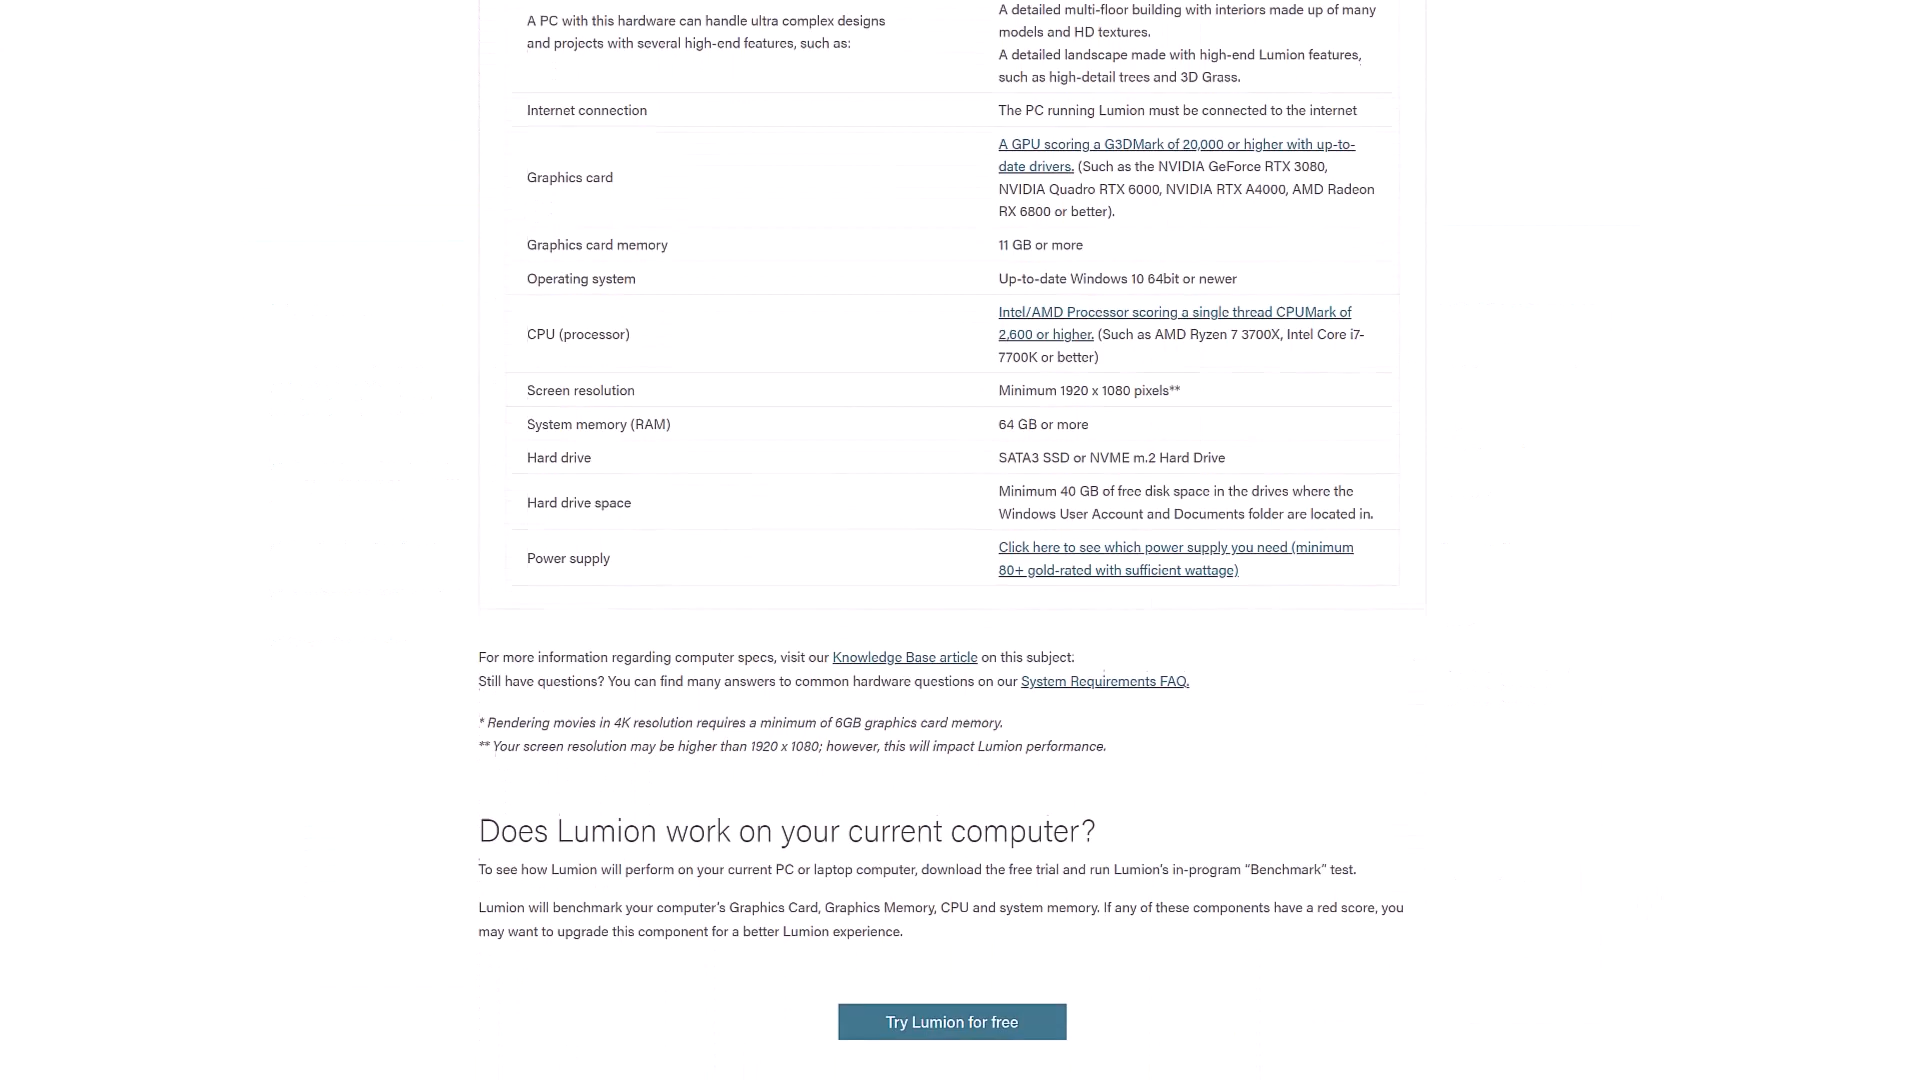 A PC with this hardware can handle ultra complex designs
and projects with several high-end features, such as:
A detailed multi-floor building with interiors made up of many
models and HD textures.
A detailed landscape made with high-end Lumion features,
such as high-detail trees and 3D Grass.
Internet connection
The PC running Lumion must be connected to the internet
Graphics card
A GPU scoring a G3DMark of 20,000 or higher with up-to-
date drivers. (Such as the NVIDIA GeForce RTX 3080,
NVIDIA Quadro RTX 6000, NVIDIA RTX A4000, AMD Radeon
RX 6800 or better).
Graphics card memory
11 GB or more
Operating system
Up-to-date Windows 10 64bit or newer
CPU (processor)
Intel/AMD Processor scoring a single thread CPUMark of
2,600 or higher. (Such as AMD Ryzen 7 3700X, Intel Core i7-
7700K or better)
Screen resolution
Minimum 1920 x 1080 pixels**
System memory (RAM)
64 GB or more
Hard drive
SATA3 SSD or NVME m.2 Hard Drive
Hard drive space
Minimum 40 GB of free disk space in the drives where the
Windows User Account and Documents folder are located in.
Power supply
Click here to see which power supply you need (minimum
80+ gold-rated with sufficient wattage)
For more information regarding computer specs, visit our Knowledge Base article on this subject.
Still have questions? You can find many answers to common hardware questions on our System Requirements FAQ.
* Rendering movies in 4K resolution requires a minimum of 6GB graphics card memory.
** Your screen resolution may be higher than 1920 x 1080; however, this will impact Lumion performance.
Does Lumion work on your current computer?
To see how Lumion will perform on your current PC or laptop computer, download the free trial and run Lumion's in-program "Benchmark" test.
Lumion will benchmark your computer's Graphics Card, Graphics Memory, CPU and system memory. If any of these components have a red score, you
may want to upgrade this component for a better Lumion experience.
Try Lumion for free